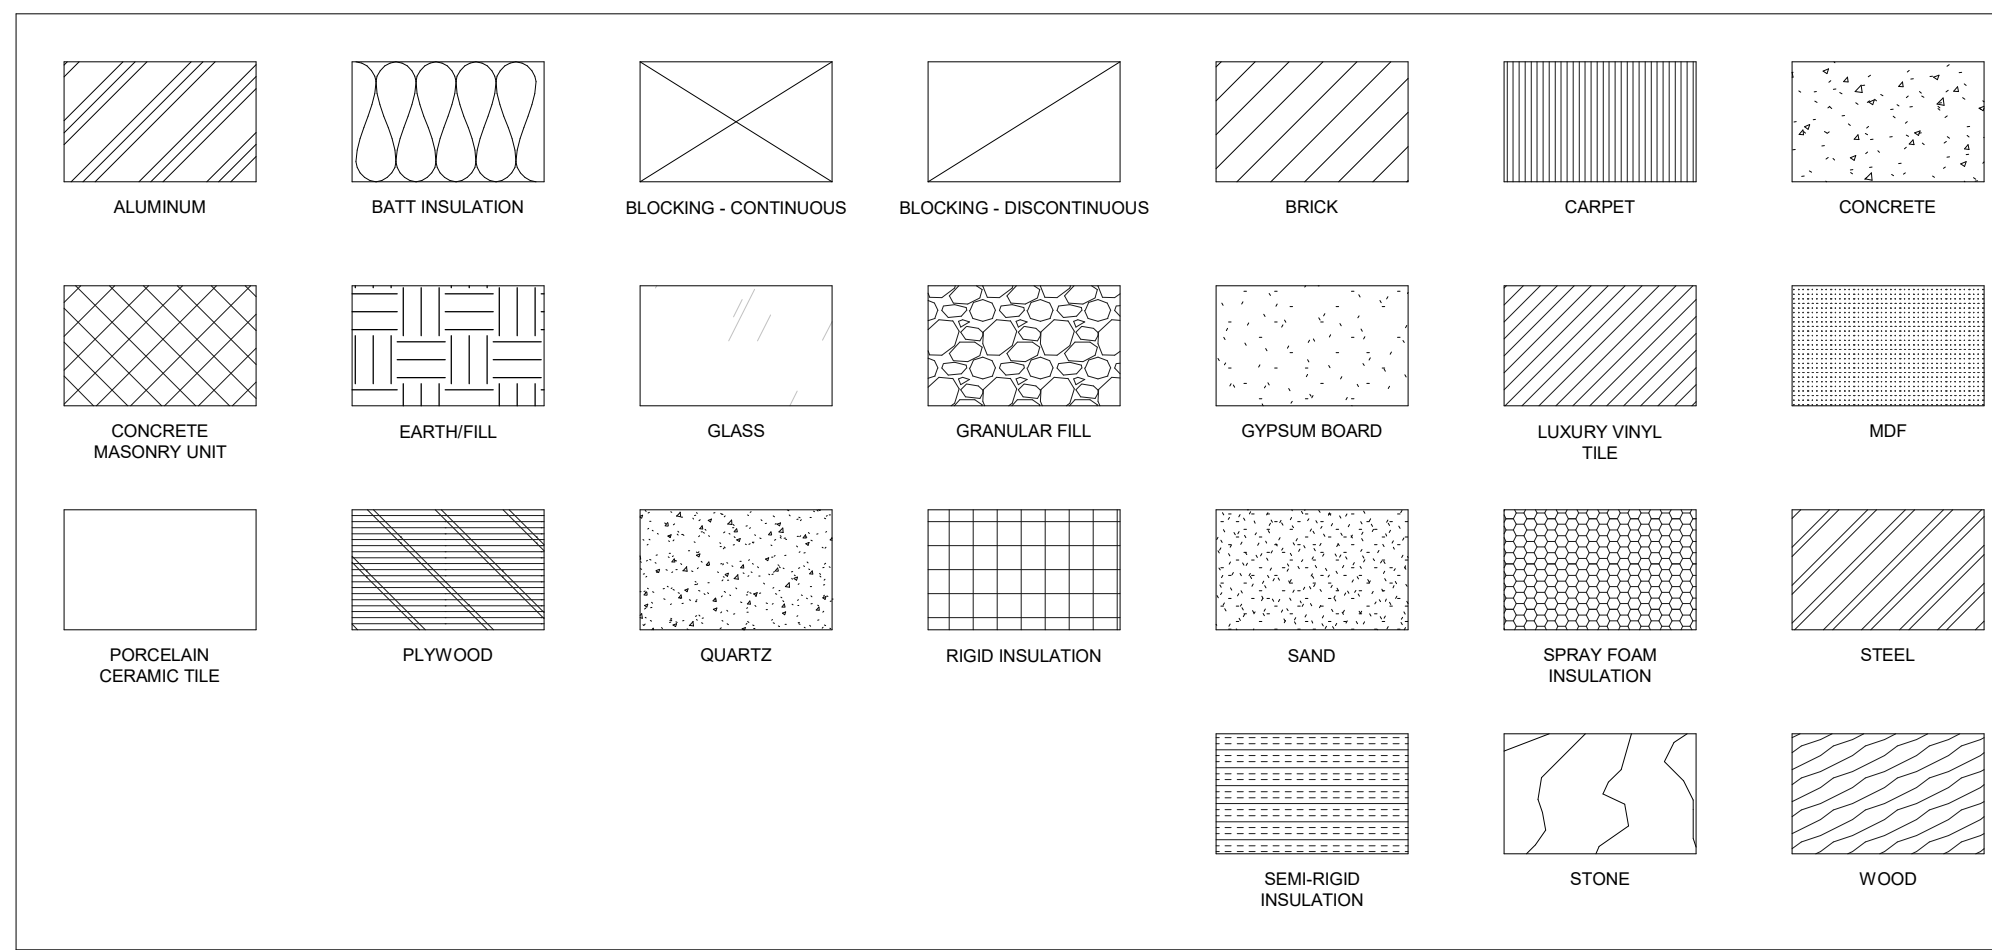 ALUMINUM
BATT INSULATION
BLOCKING - CONTINUOUS
BLOCKING - DISCONTINUOUS
BRICK
CARPET
CONCRETE
CONCRETE
MASONRY UNIT
EARTH/FILL
GLASS
GRANULAR FILL
GYPSUM BOARD
LUXURY VINYL
TILE
MDF
PORCELAIN
CERAMIC TILE
PLYWOOD
QUARTZ
RIGID INSULATION
SAND
SPRAY FOAM
INSULATION
STEEL
SEMI-RIGID
INSULATION
STONE
WOOD